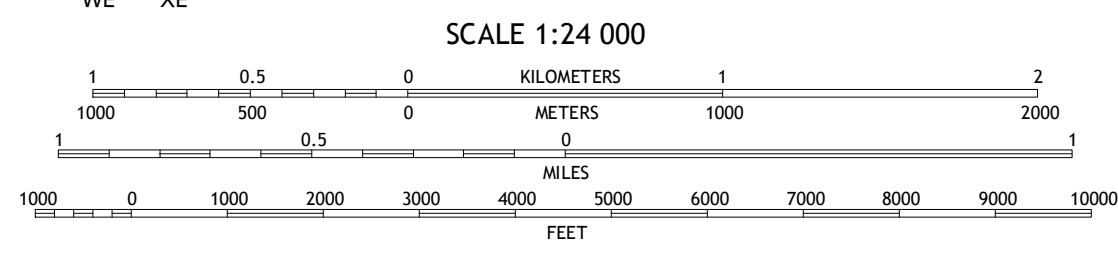 WE XE
SCALE 1:24 000
1 0.5 0 KILOMETERS 1 2
1000 500 0 METERS 1000 2000
1 0.5 0 1
MILES
1000 0 1000 2000 3000 4000 5000 6000 7000 8000 9000 10000
FEET